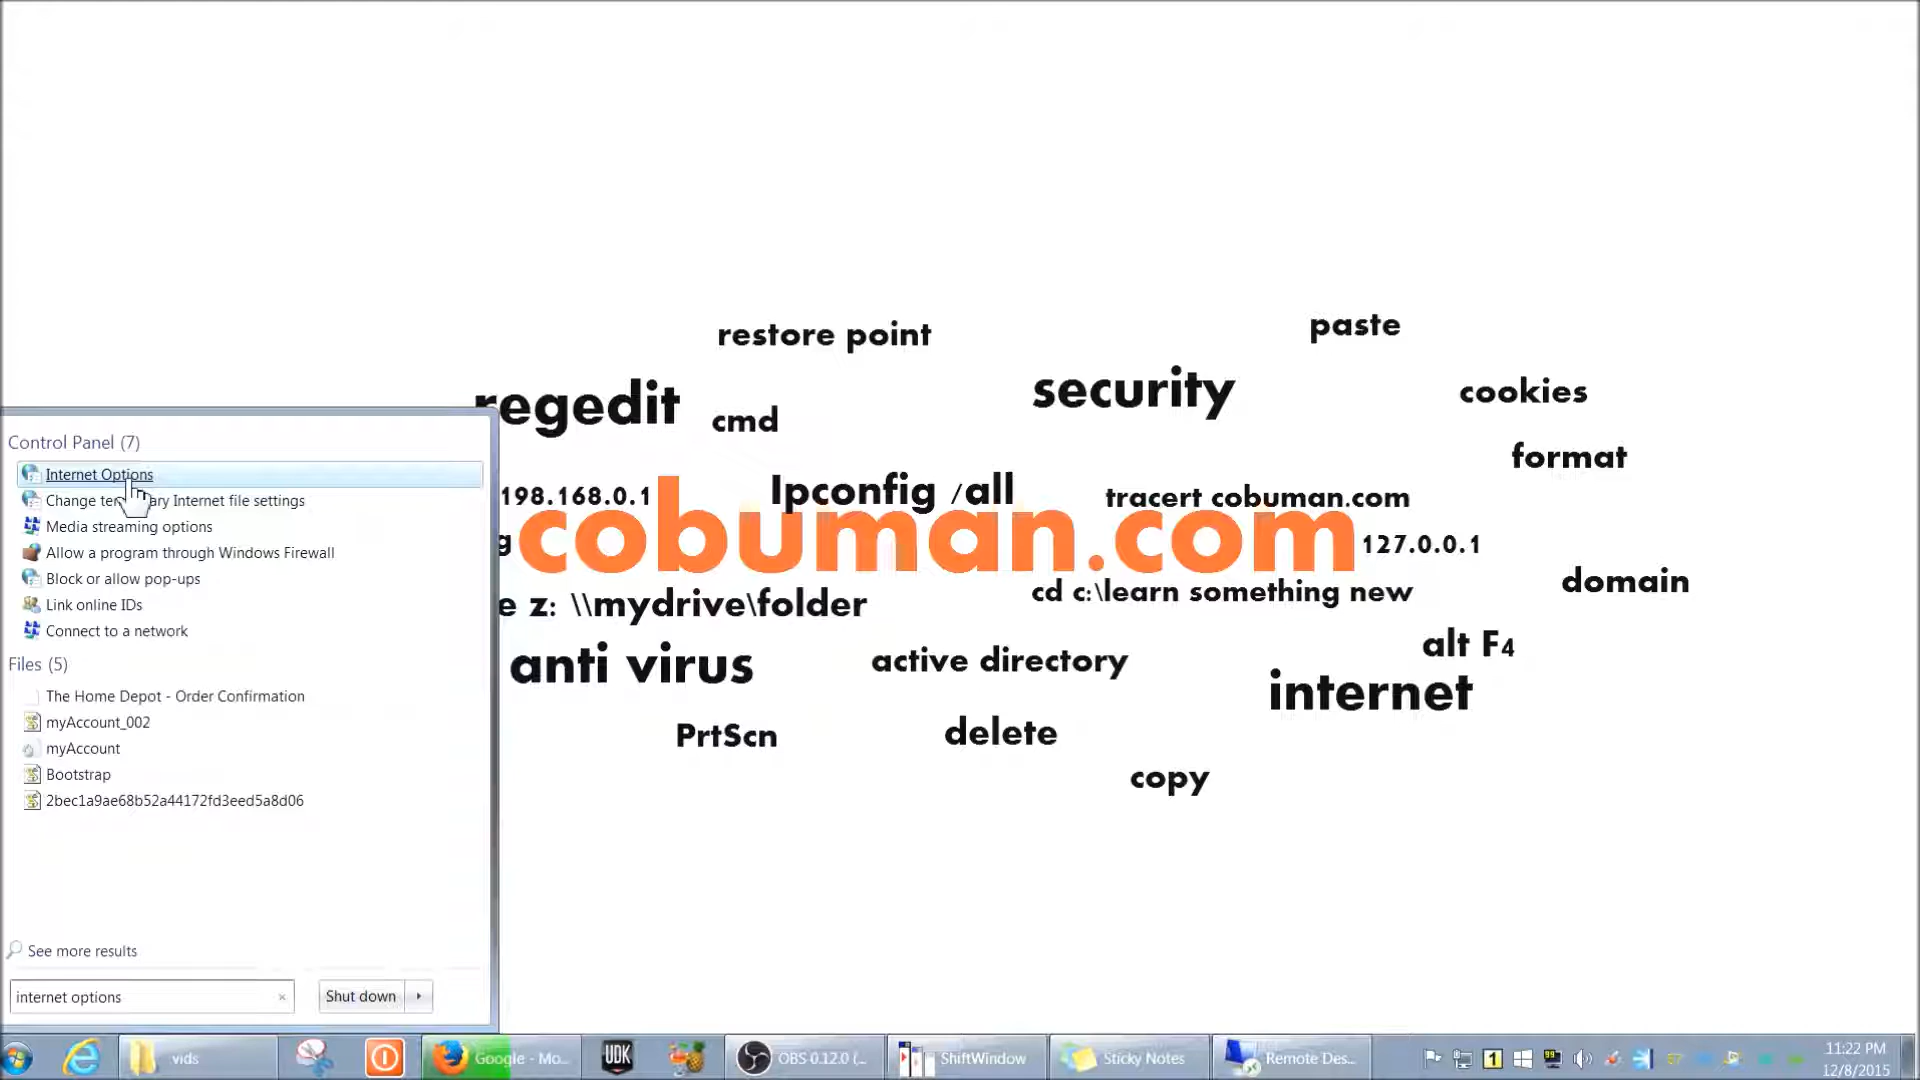 restore point
paste
regedit
cmd
security
cookies
format
198.168.0.1
Ipconfig /all
tracert cobuman.com
g
cobuman.com
127.0.0.1
e z: \\mydrive\folder
cd c:\learn something new
domain
anti virus
active directory
alt F4
internet
PrtScn
delete
copy
Control Panel (7)
Internet Options
Change temporary Internet file settings
Media streaming options
Allow a program through Windows Firewall
Block or allow pop-ups
Link online IDs
Connect to a network
Files (5)
The Home Depot - Order Confirmation
myAccount_002
myAccount
Bootstrap
2bec1a9ae68b52a44172fd3eed5a8d06
See more results
internet options
Shut down
vids
Google - Mo...
UDK
OBS 0.12.0 (...
ShiftWindow
Sticky Notes
Remote Des...
1
99
57
11:22 PM
12/8/2015